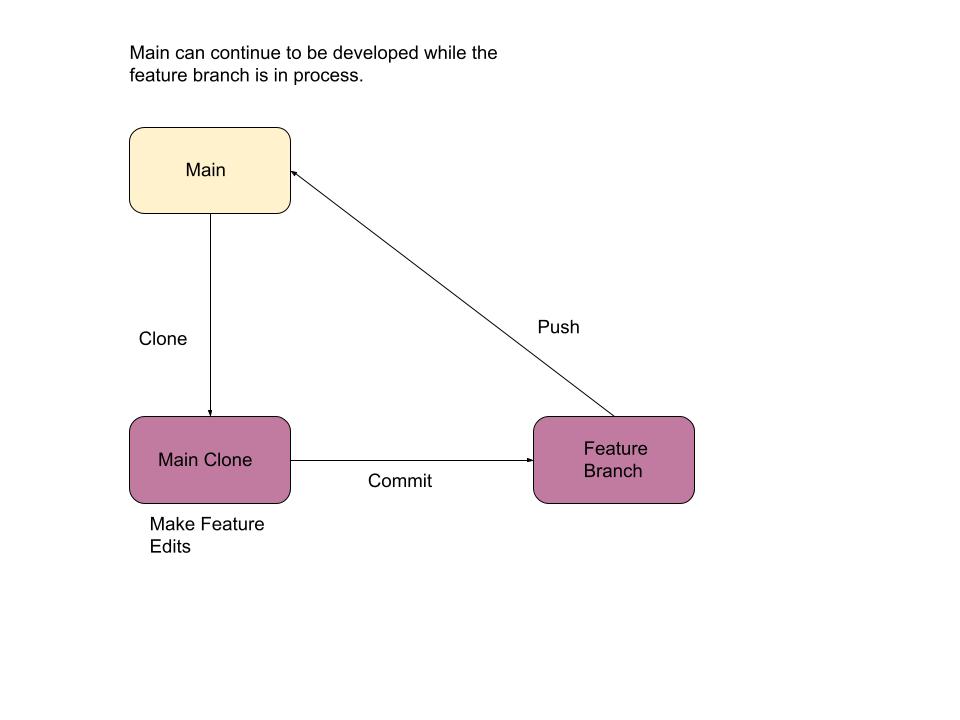 Main can continue to be developed while the
feature branch is in process.
Main
Clone
Push
Main Clone
Feature
Branch
Commit
Make Feature
Edits